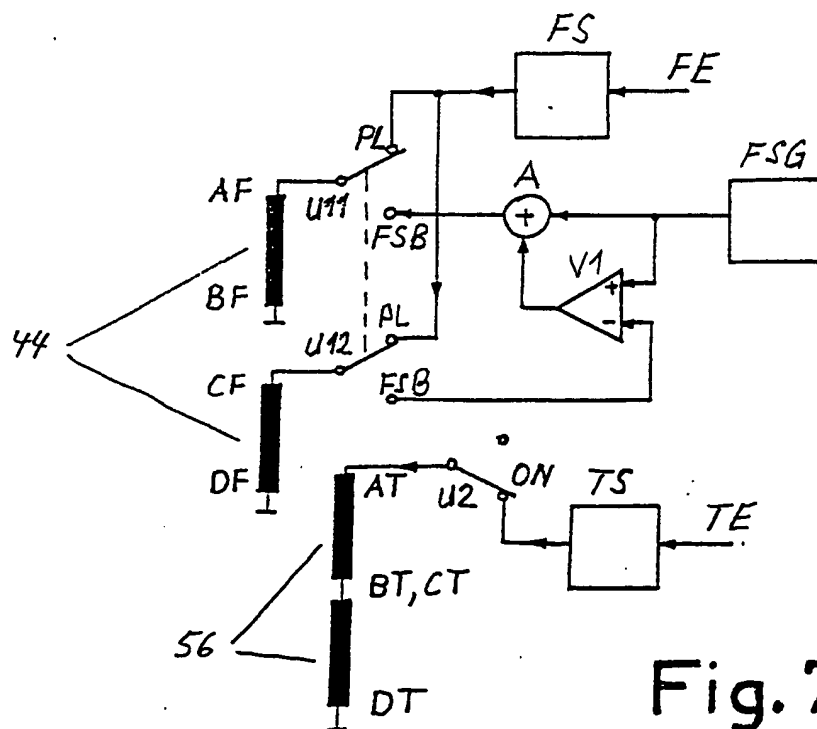 FS
FE
FSG
PL
A
AF
U11
FSB
V1
+
+
-
BF
PL
44
U12
CF
FSB
DF
AT
U2
ON
TS
TE
BT, CT
56
DT
Fig. 7